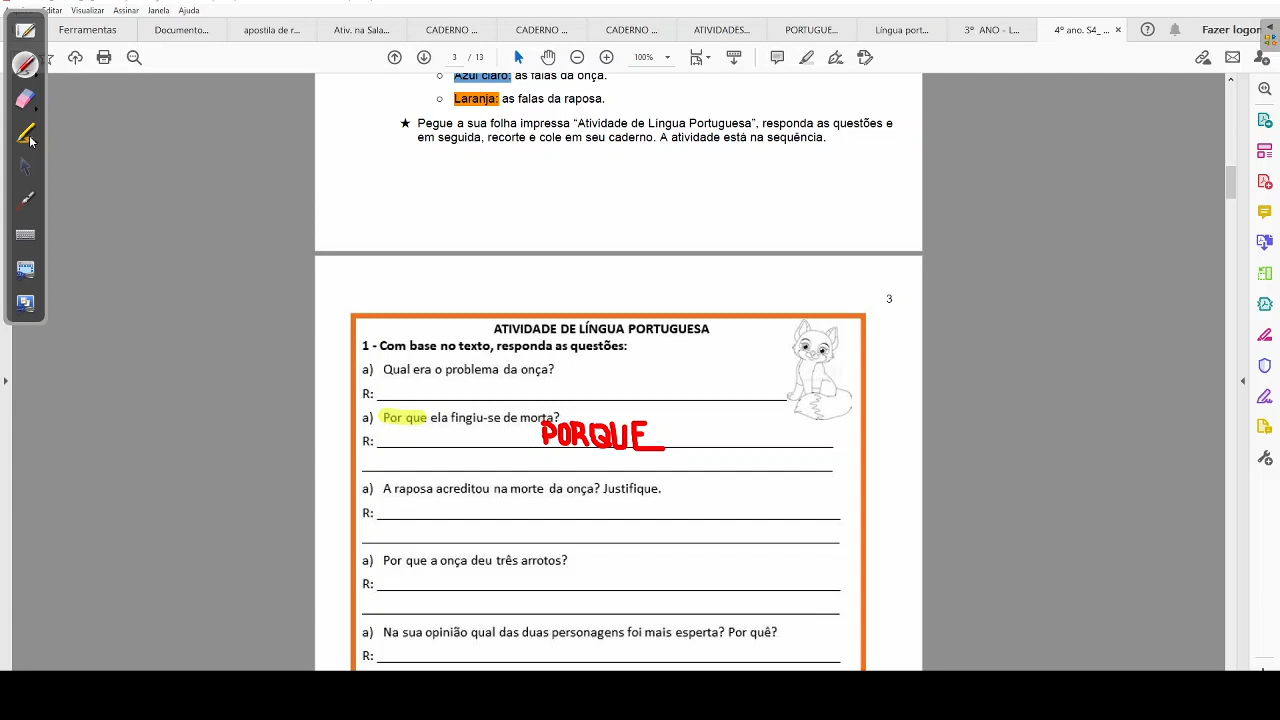 Arquivo Editar Visualizar Assinar Janela Ajuda
Ferramentas Documento... apostila de r... Ativ. na Sala... CADERNO ... CADERNO ... CADERNO ... ATIVIDADES... PORTUGUE... Língua port... 3º ANO - L... 4º ano. S4_ ... × Fazer logon
3 / 13 100%
Azul claro: as falas da onça.
Laranja: as falas da raposa.
★ Pegue a sua folha impressa “Atividade de Língua Portuguesa”, responda as questões e
em seguida, recorte e cole em seu caderno. A atividade está na sequência.
3
ATIVIDADE DE LÍNGUA PORTUGUESA
1 - Com base no texto, responda as questões:
a) Qual era o problema da onça?
R:
a) Por que ela fingiu-se de morta?
R: PORQUE
a) A raposa acreditou na morte da onça? Justifique.
R:
a) Por que a onça deu três arrotos?
R:
a) Na sua opinião qual das duas personagens foi mais esperta? Por quê?
R: